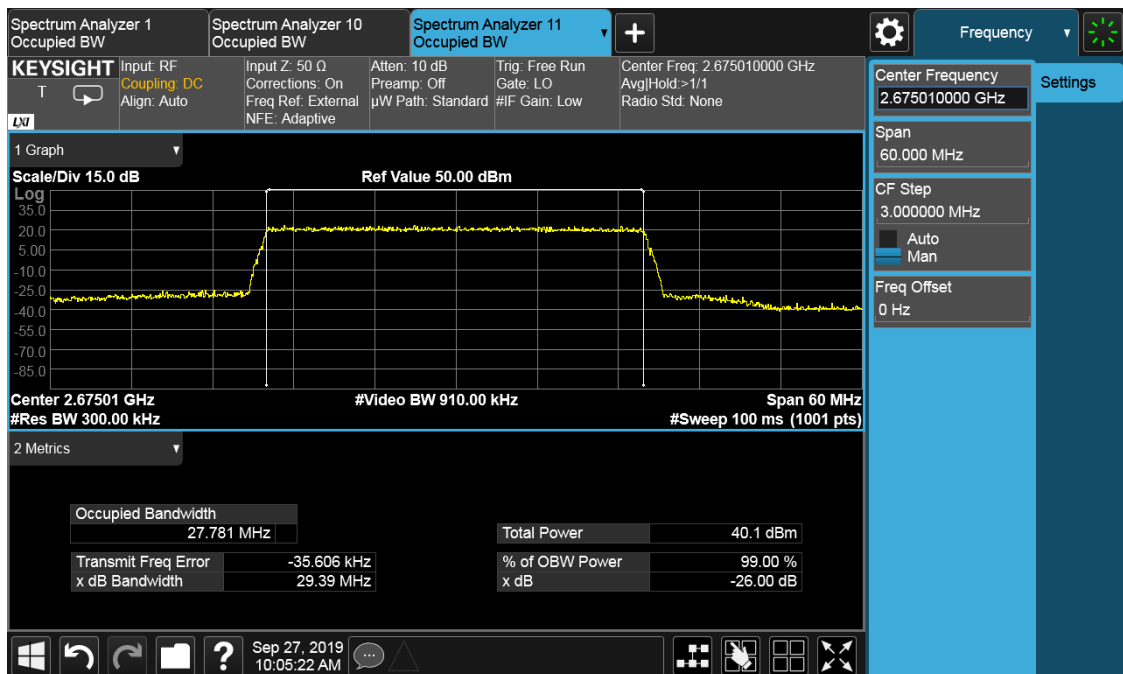 Spectrum Analyzer 1
Occupied BW
Spectrum Analyzer 10
Occupied BW
Spectrum Analyzer 11
Occupied BW
Frequency
KEYSIGHT
T
LXI
Input: RF
Coupling: DC
Align: Auto
Input Z: 50 Ω
Corrections: On
Freq Ref: External
NFE: Adaptive
Atten: 10 dB
Preamp: Off
µW Path: Standard
Trig: Free Run
Gate: LO
#IF Gain: Low
Center Freq: 2.675010000 GHz
Avg|Hold:>1/1
Radio Std: None
Center Frequency
2.675010000 GHz
Settings
Span
60.000 MHz
CF Step
3.000000 MHz
Auto
Man
Freq Offset
0 Hz
1 Graph
Scale/Div 15.0 dB
Ref Value 50.00 dBm
Log
35.0
20.0
5.00
-10.0
-25.0
-40.0
-55.0
-70.0
-85.0
Center 2.67501 GHz
#Video BW 910.00 kHz
Span 60 MHz
#Res BW 300.00 kHz
#Sweep 100 ms (1001 pts)
2 Metrics
Occupied Bandwidth
27.781 MHz
Total Power
40.1 dBm
Transmit Freq Error
-35.606 kHz
% of OBW Power
99.00 %
x dB Bandwidth
29.39 MHz
x dB
-26.00 dB
?
Sep 27, 2019
10:05:22 AM